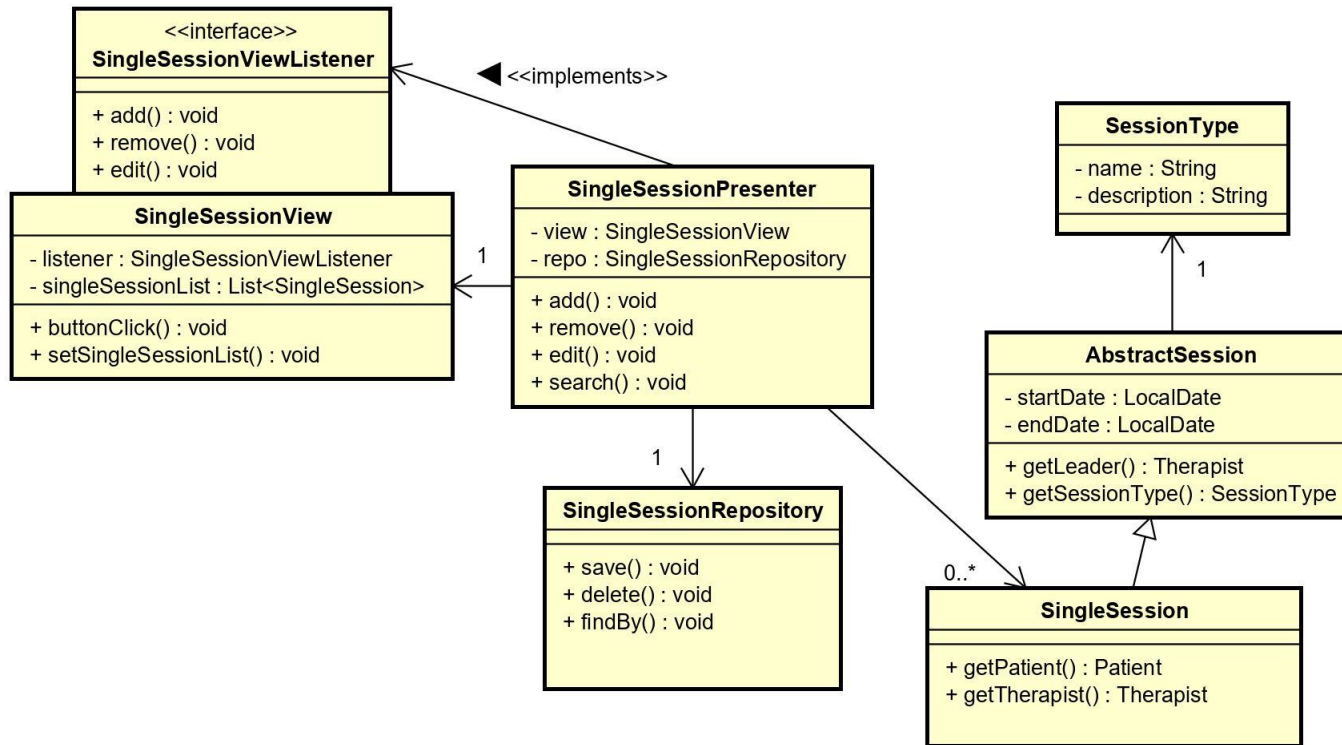 <<interface>>
SingleSessionViewListener
+ add() : void
+ remove() : void
+ edit() : void
<<implements>>
SingleSessionView
- listener : SingleSessionViewListener
- singleSessionList : List<SingleSession>
+ buttonClick() : void
+ setSingleSessionList() : void
1
SingleSessionPresenter
- view : SingleSessionView
- repo : SingleSessionRepository
+ add() : void
+ remove() : void
+ edit() : void
+ search() : void
SessionType
- name : String
- description : String
1
AbstractSession
- startDate : LocalDate
- endDate : LocalDate
+ getLeader() : Therapist
+ getSessionType() : SessionType
1
SingleSessionRepository
+ save() : void
+ delete() : void
+ findBy() : void
0..*
SingleSession
+ getPatient() : Patient
+ getTherapist() : Therapist